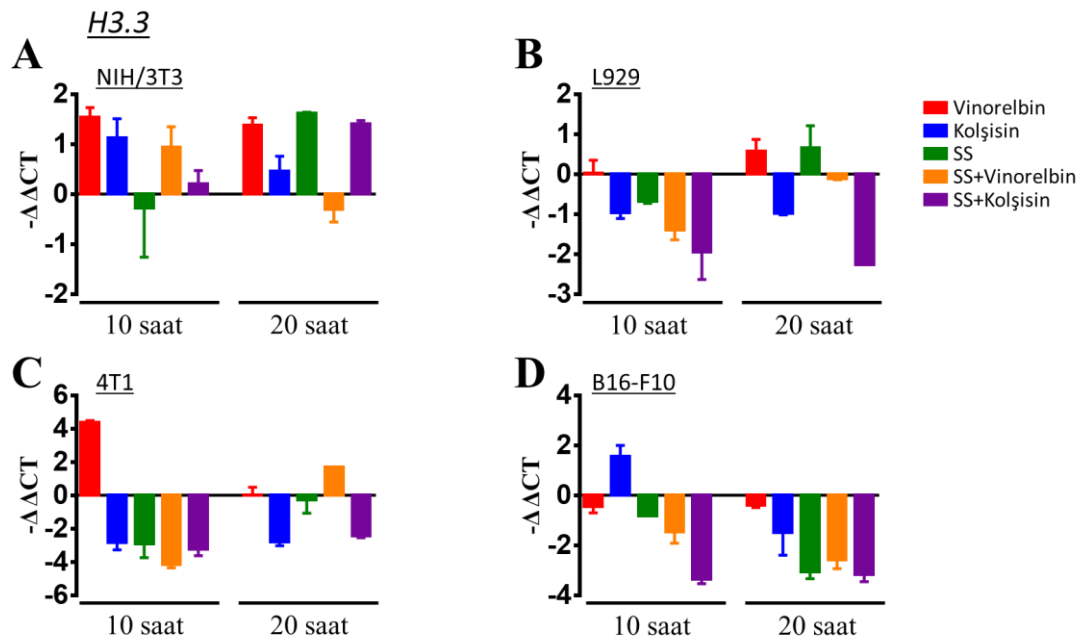 H3.3
A
NIH/3T3
2
1
0
-1
-2
-ΔΔCT
10 saat
20 saat
B
L929
2
1
0
-1
-2
-3
-ΔΔCT
10 saat
20 saat
Vinorelbin
Kolşisin
SS
SS+Vinorelbin
SS+Kolşisin
C
4T1
6
4
2
0
-2
-4
-6
-ΔΔCT
10 saat
20 saat
D
B16-F10
4
2
0
-2
-4
-ΔΔCT
10 saat
20 saat